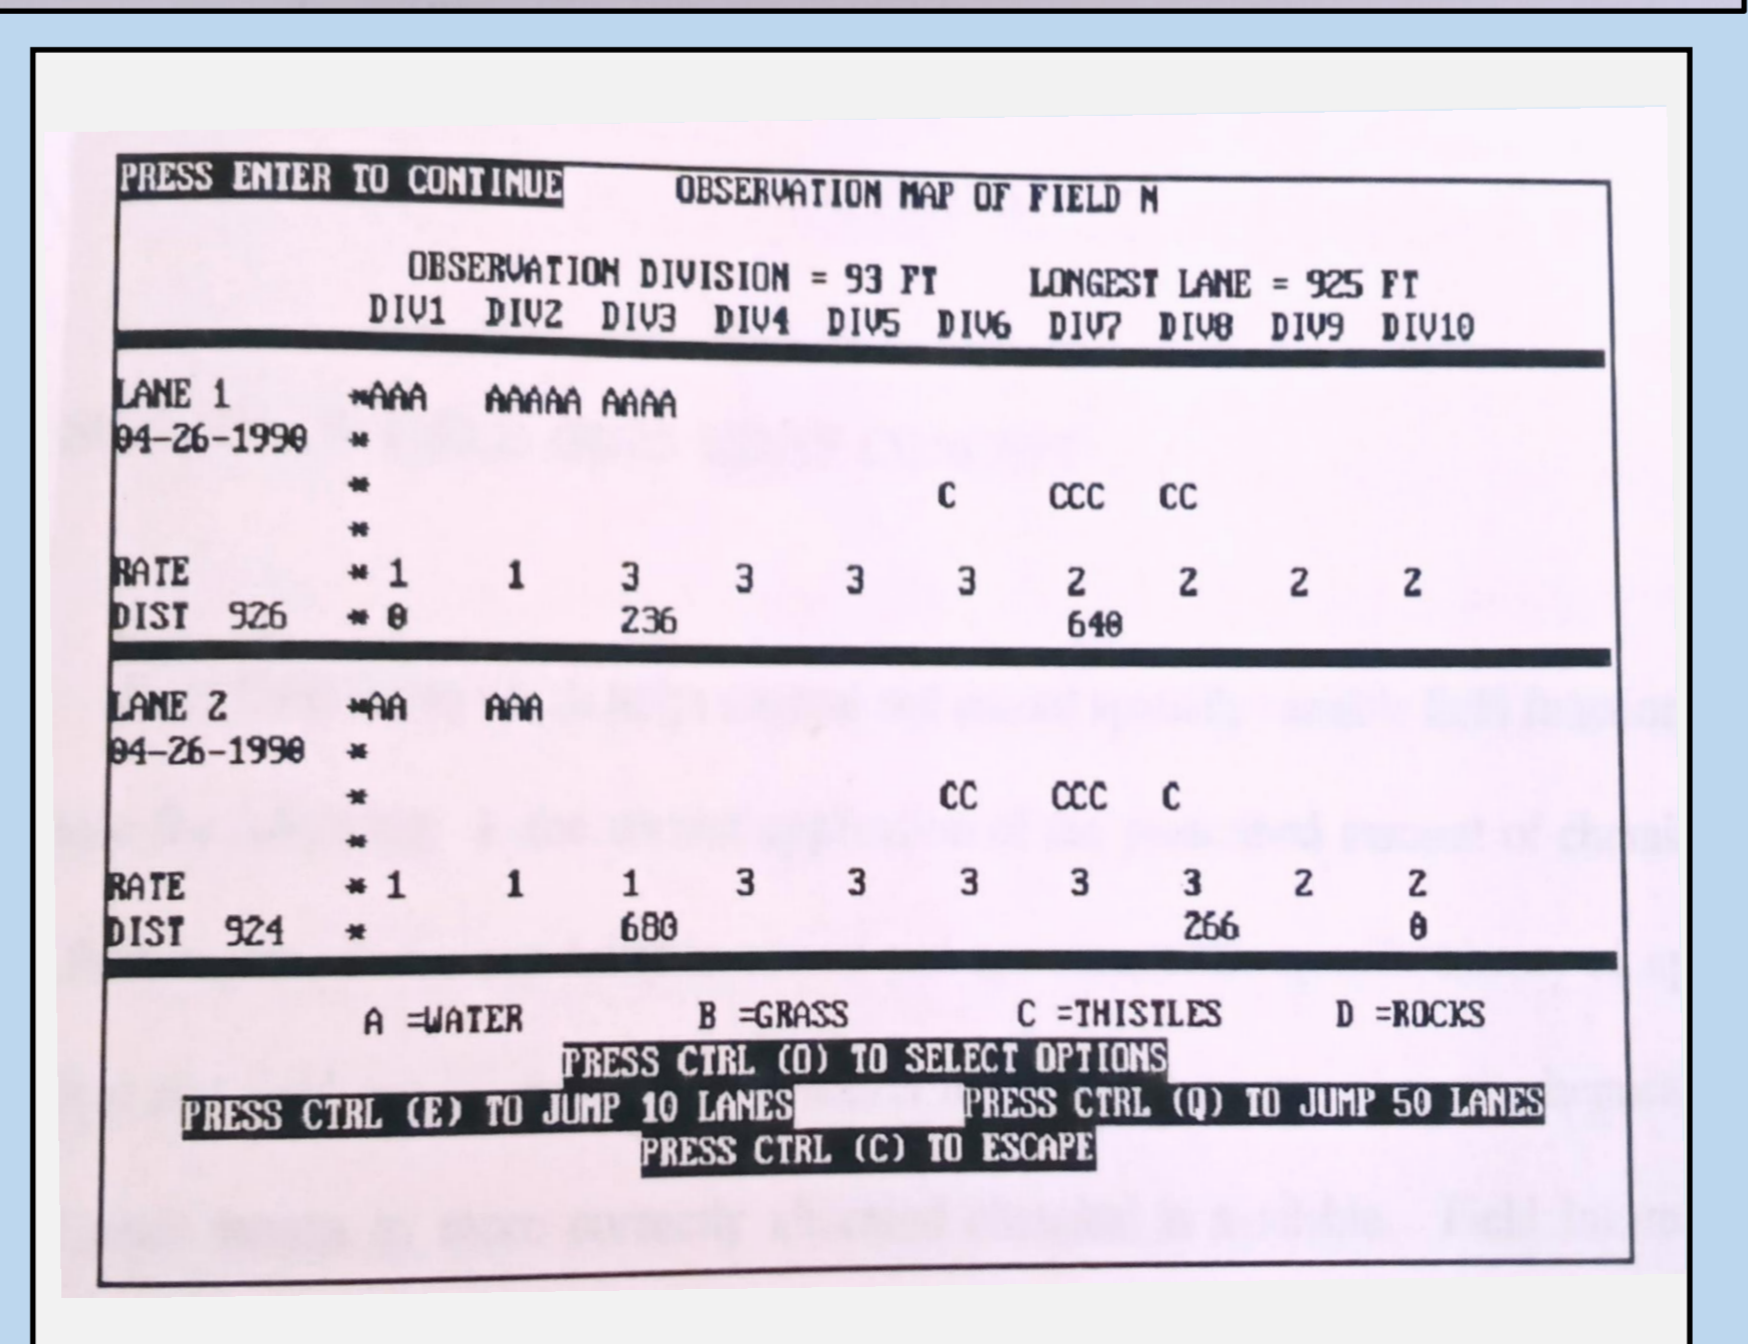 PRESS ENTER TO CONTINUE OBSERVATION MAP OF FIELD N
OBSERVATION DIVISION = 93 FT LONGEST LANE = 925 FT
DIV1 DIV2 DIV3 DIV4 DIV5 DIV6 DIV7 DIV8 DIV9 DIV10
LANE 1 *AAA AAAAA AAAA
04-26-1990 *
* C CCC CC
*
RATE * 1 1 3 3 3 3 2 2 2 2
DIST 926 * 0 236 640
LANE 2 *AA AAA
04-26-1990 *
* CC CCC C
*
RATE * 1 1 1 3 3 3 3 3 2 2
DIST 924 * 680 266 0
A =WATER B =GRASS C =THISTLES D =ROCKS
PRESS CTRL (O) TO SELECT OPTIONS
PRESS CTRL (E) TO JUMP 10 LANES PRESS CTRL (Q) TO JUMP 50 LANES
PRESS CTRL (C) TO ESCAPE